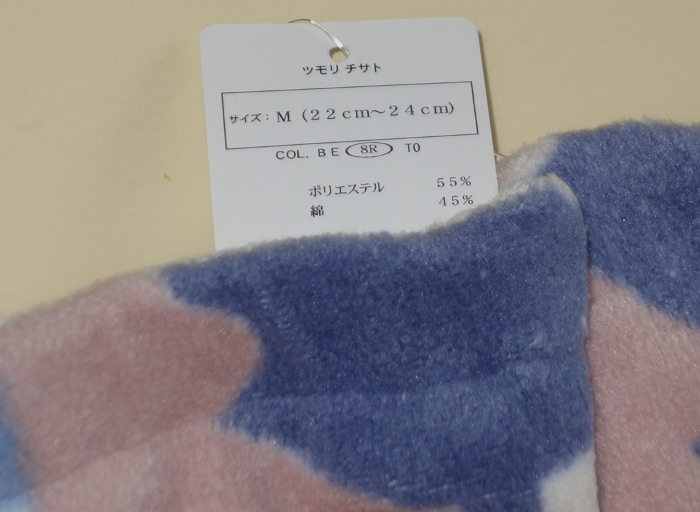 ツモリ チサト
サイズ： M（２２ｃｍ～２４ｃｍ）
COL. BE 8R TO
ポリエステル ５５％
綿 ４５％